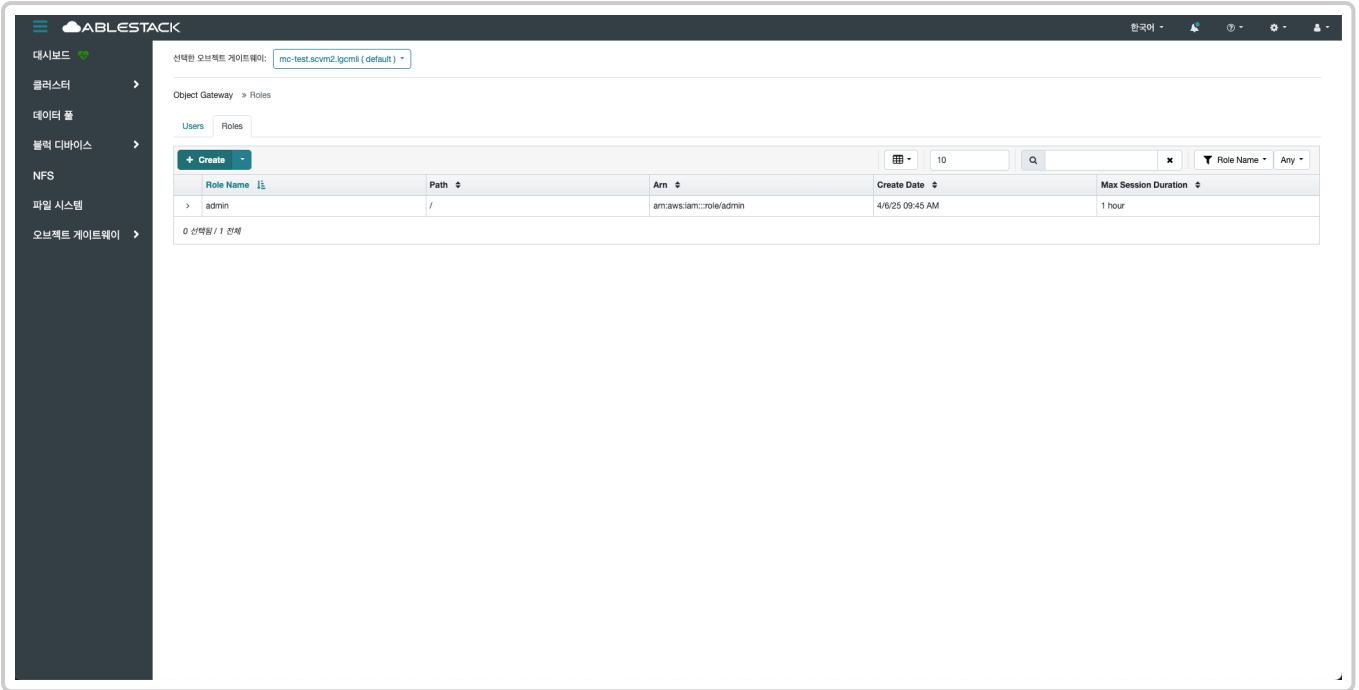 ABLESTACK
한국어
대시보드
클러스터
데이터 풀
블럭 디바이스
NFS
파일 시스템
오브젝트 게이트웨이
선택한 오브젝트 게이트웨이: mc-test.scvm2.lgcmli ( default )
Object Gateway » Roles
Users Roles
+ Create 10 Role Name Any
Role Name Path Arn Create Date Max Session Duration
admin / arn:aws:iam:::role/admin 4/6/25 09:45 AM 1 hour
0 선택됨 / 1 전체